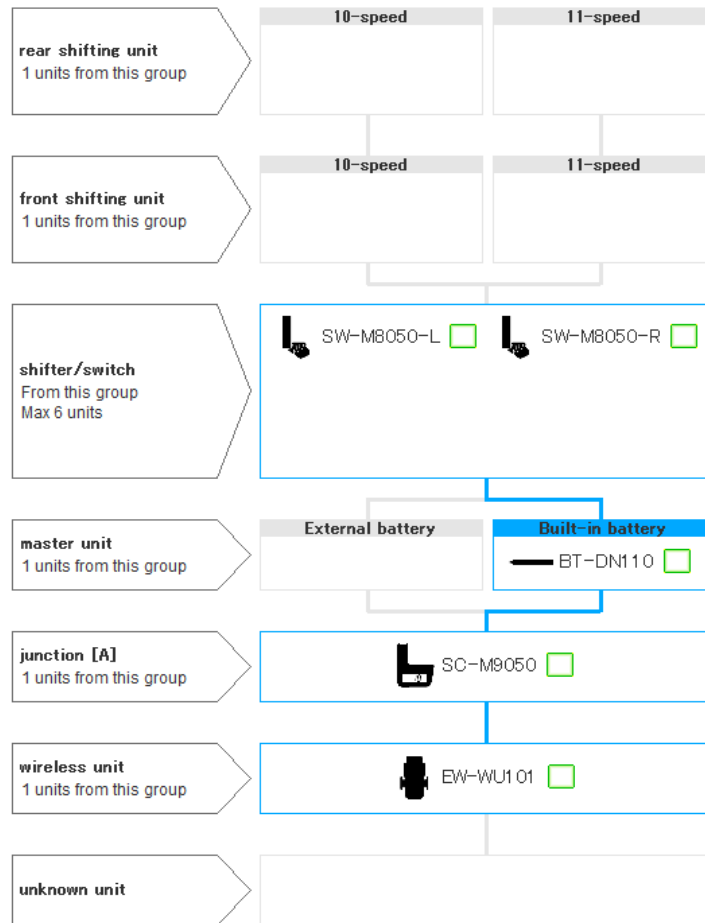 10-speed
11-speed
rear shifting unit
1 units from this group
10-speed
11-speed
front shifting unit
1 units from this group
SW-M8050-L
SW-M8050-R
shifter/switch
From this group
Max 6 units
External battery
Built-in battery
master unit
1 units from this group
BT-DN110
junction [A]
1 units from this group
SC-M9050
wireless unit
1 units from this group
EW-WU101
unknown unit